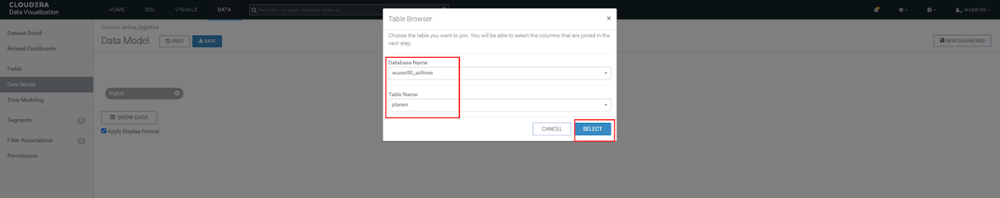 CLOUDERA
Data Visualization
HOME SQL VISUALS DATA
find titles, vis types, datasets, authors...
wuser00
Dataset Detail
Related Dashboards
Fields
Data Model
Time Modeling
Segments 0
Filter Associations 0
Permissions
Dataset: airline_logistics
Data Model UNDO SAVE
NEW DASHBOARD
flights
SHOW DATA
Apply Display Format
Table Browser ×
Choose the table you want to join. You will be able to select the columns that are joined in the
next step.
Database Name
wuser00_airlines
Table Name
planes
CANCEL SELECT